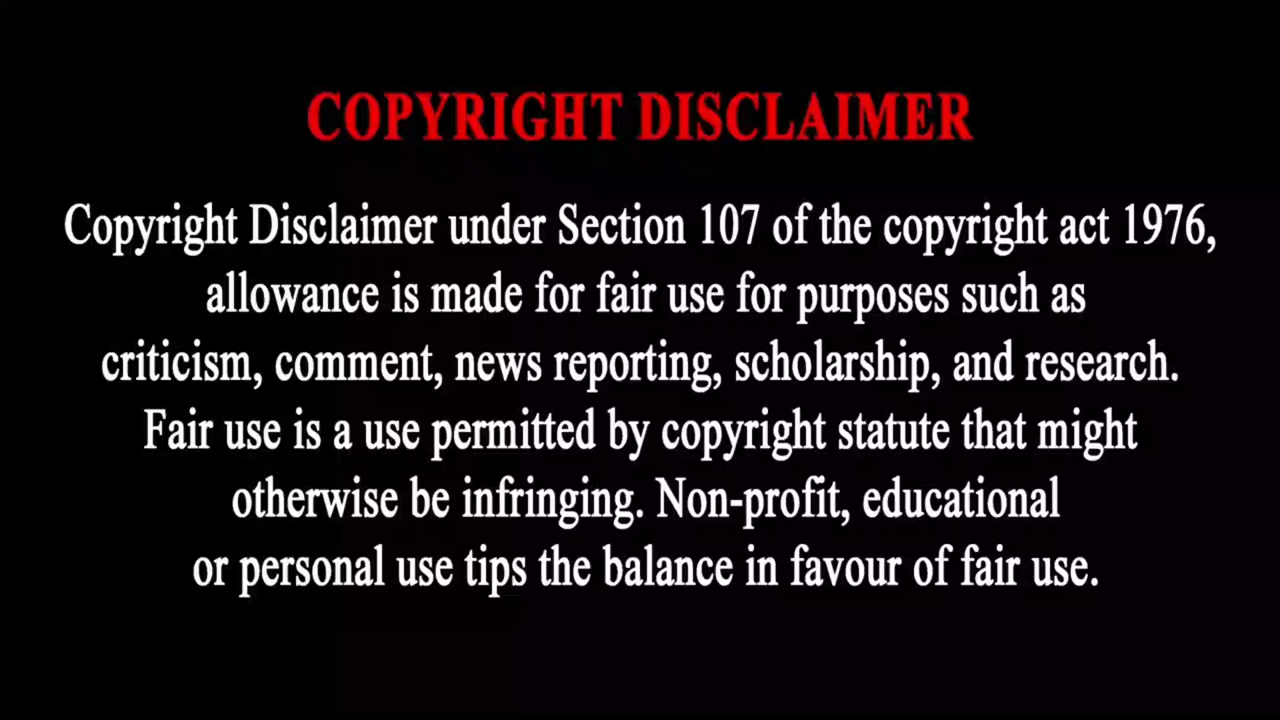 COPYRIGHT DISCLAIMER
Copyright Disclaimer under Section 107 of the copyright act 1976,
allowance is made for fair use for purposes such as
criticism, comment, news reporting, scholarship, and research.
Fair use is a use permitted by copyright statute that might
otherwise be infringing. Non-profit, educational
or personal use tips the balance in favour of fair use.